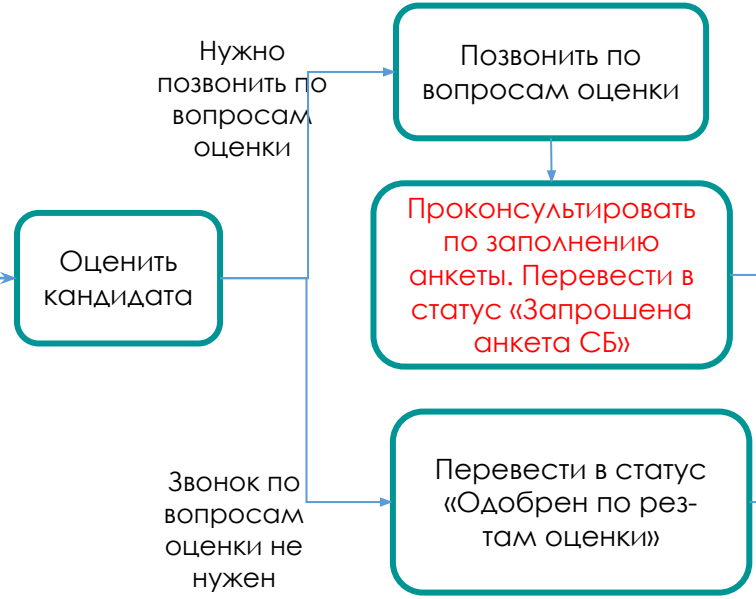 Нужно
позвонить по
вопросам
оценки
Позвонить по
вопросам оценки
Оценить
кандидата
Проконсультировать
по заполнению
анкеты. Перевести в
статус «Запрошена
анкета СБ»
Звонок по
вопросам
оценки не
нужен
Перевести в статус
«Одобрен по рез-
там оценки»